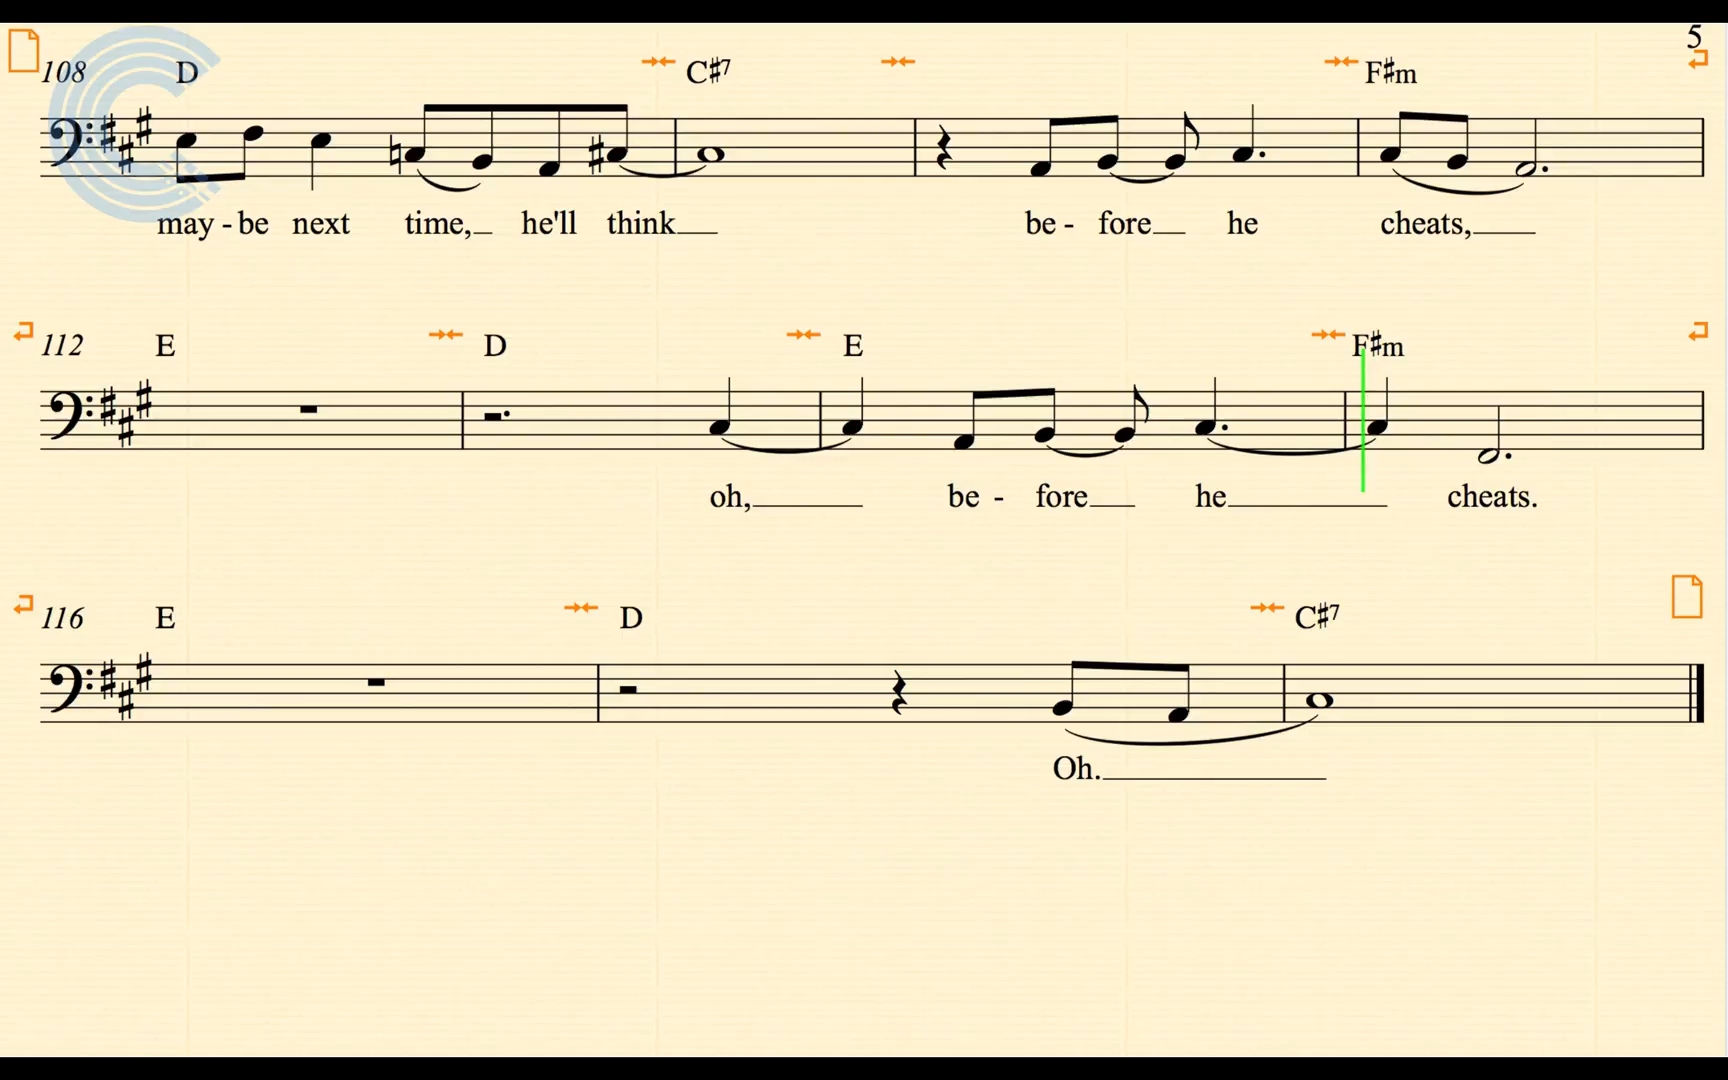 5
108 D C#7 F#m
may - be next time, he'll think be - fore he cheats,
112 E D E F#m
oh, be - fore he cheats.
116 E D C#7
Oh.